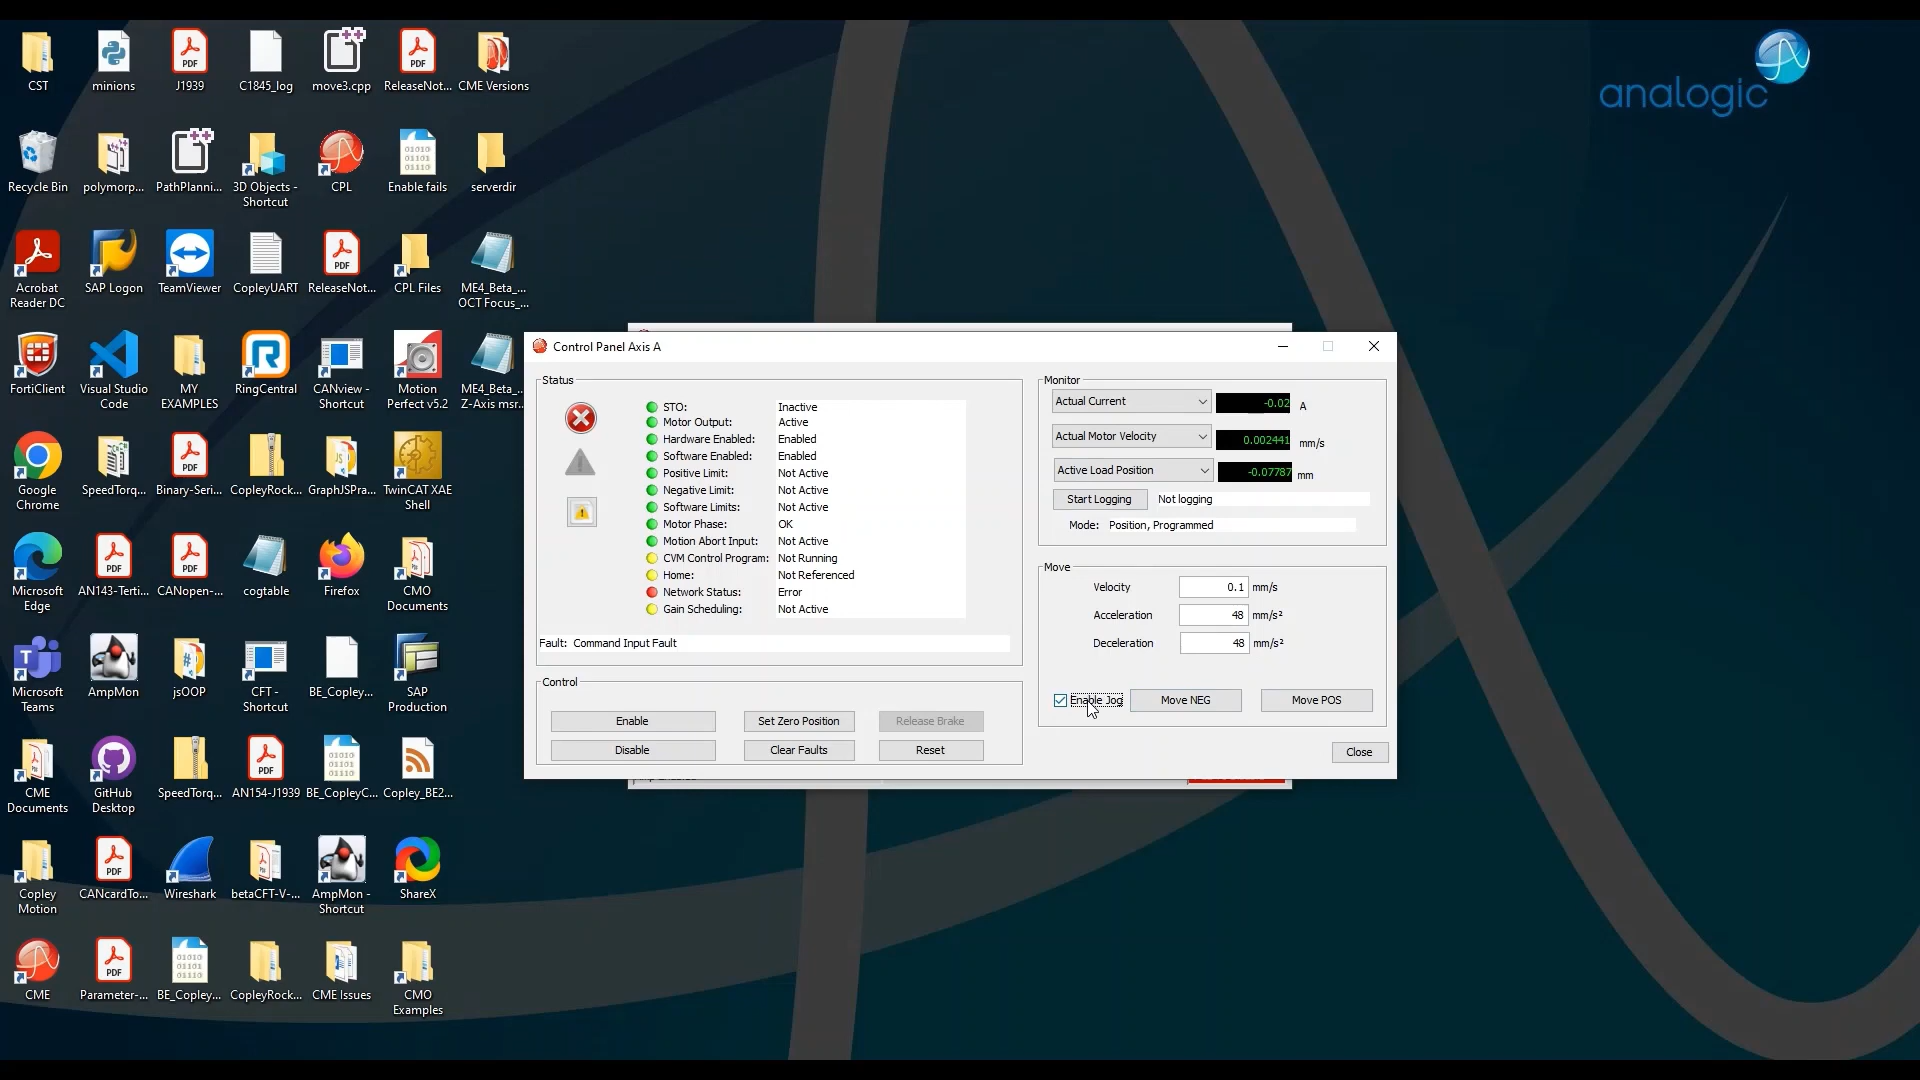 analogic
CST
minions
J1939
C1845_log
move3.cpp
ReleaseNot...
CME Versions
Recycle Bin
polymorp...
PathPlanni...
3D Objects -
Shortcut
CPL
Enable fails
serverdir
Acrobat
Reader DC
SAP Logon
TeamViewer
CopleyUART
ReleaseNot...
CPL Files
ME4_Beta_...
OCT Focus_...
FortiClient
Visual Studio
Code
MY
EXAMPLES
RingCentral
CANview -
Shortcut
Motion
Perfect v5.2
ME4_Beta_...
Z-Axis msr...
Google
Chrome
SpeedTorq...
Binary-Seri...
CopleyRock...
GraphJSPra...
TwinCAT XAE
Shell
Microsoft
Edge
AN143-Terti...
CANopen-...
cogtable
Firefox
CMO
Documents
Microsoft
Teams
AmpMon
jsOOP
CFT -
Shortcut
BE_Copley...
SAP
Production
CME
Documents
GitHub
Desktop
SpeedTorq...
AN154-J1939
BE_CopleyC...
Copley_BE2...
Copley
Motion
CANcardTo...
Wireshark
betaCFT-V-...
AmpMon -
Shortcut
ShareX
CME
Parameter-...
BE_Copley...
CopleyRock...
CME Issues
CMO
Examples
Control Panel Axis A
Status
STO: Inactive
Motor Output: Active
Hardware Enabled: Enabled
Software Enabled: Enabled
Positive Limit: Not Active
Negative Limit: Not Active
Software Limits: Not Active
Motor Phase: OK
Motion Abort Input: Not Active
CVM Control Program: Not Running
Home: Not Referenced
Network Status: Error
Gain Scheduling: Not Active
Fault: Command Input Fault
Control
Enable
Set Zero Position
Release Brake
Disable
Clear Faults
Reset
Monitor
Actual Current -0.02 A
Actual Motor Velocity 0.002441 mm/s
Active Load Position -0.07787 mm
Start Logging Not logging
Mode: Position, Programmed
Move
Velocity 0.1 mm/s
Acceleration 48 mm/s²
Deceleration 48 mm/s²
Enable Jog
Move NEG
Move POS
Close